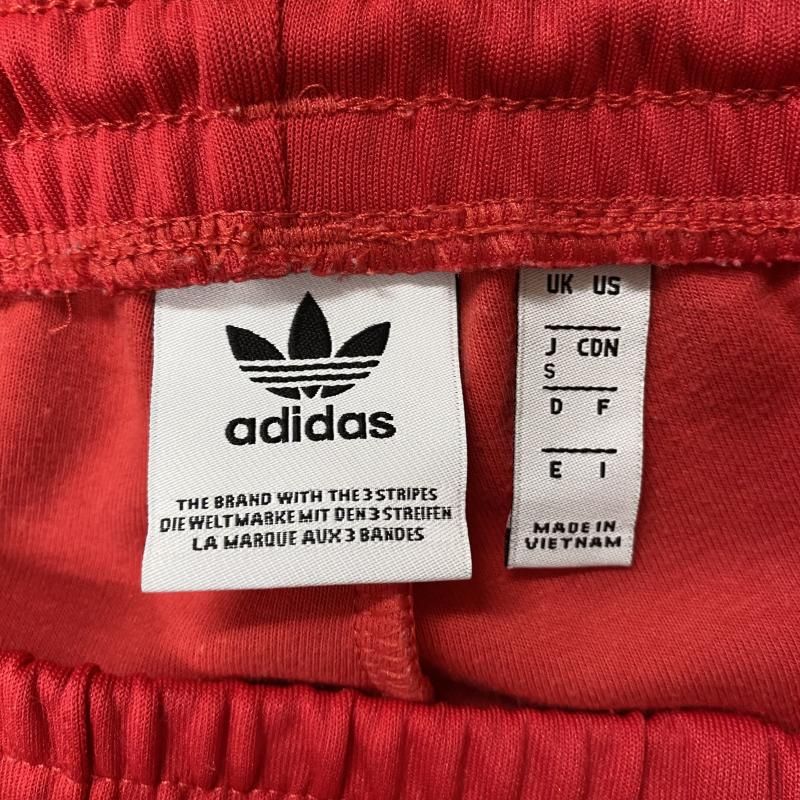 adidas
THE BRAND WITH THE 3 STRIPES
DIE WELTMARKE MIT DEN 3 STREIFEN
LA MARQUE AUX 3 BANDES
UK US
J CDN
S
D F
E I
MADE IN
VIETNAM